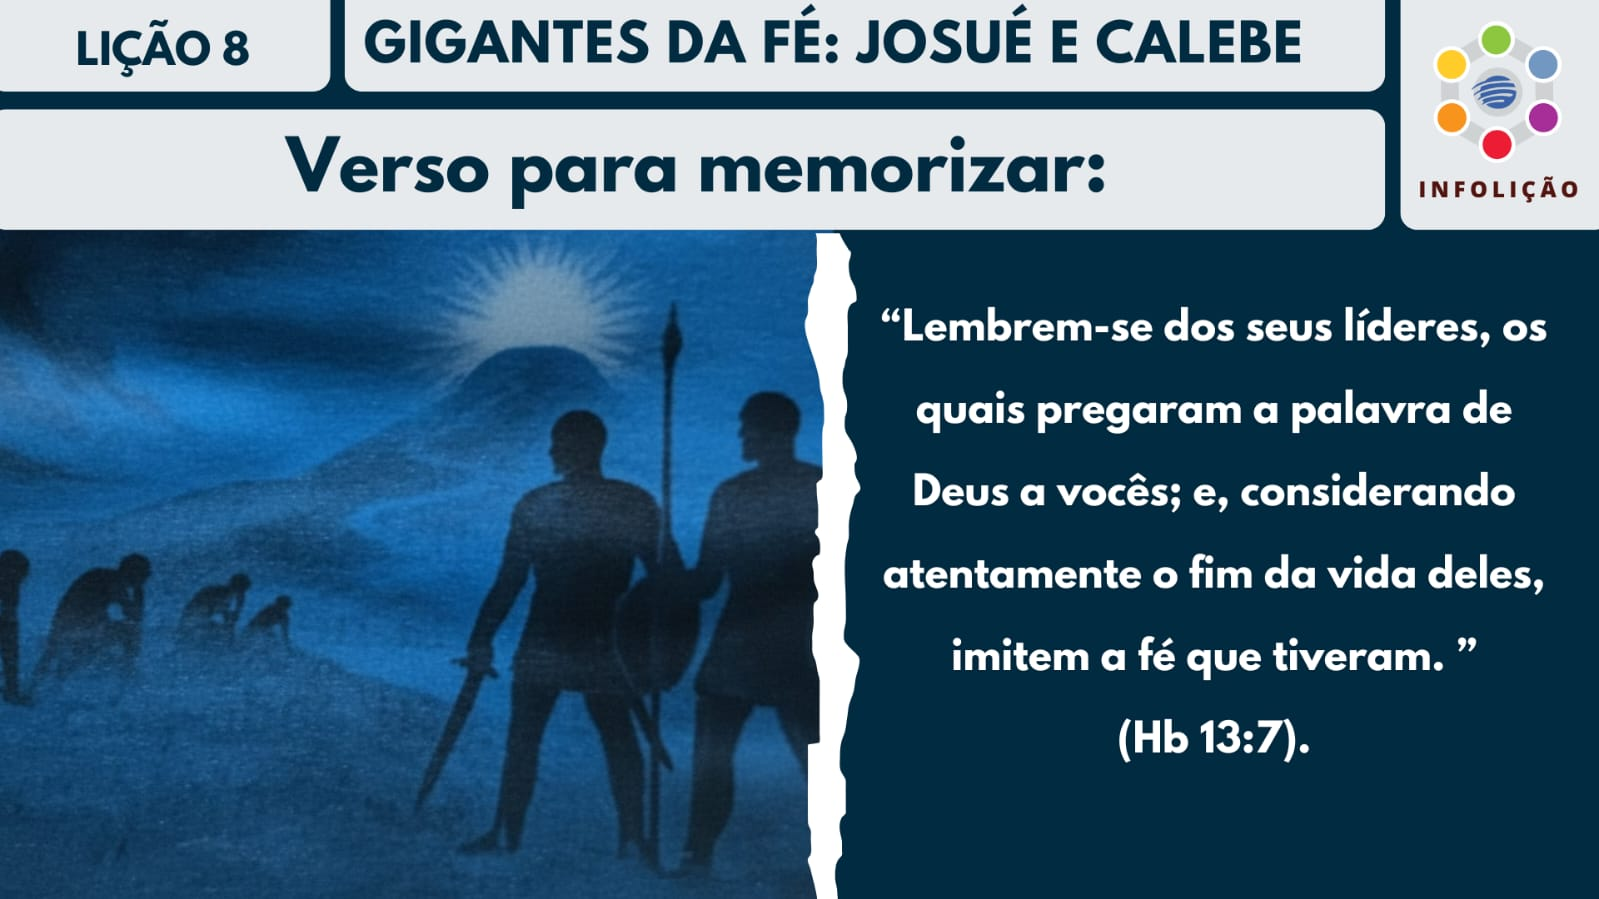 LIÇÃO 8
GIGANTES DA FÉ: JOSUÉ E CALEBE
INFOLIÇÃO
Verso para memorizar:
“Lembrem-se dos seus líderes, os
quais pregaram a palavra de
Deus a vocês; e, considerando
atentamente o fim da vida deles,
imitem a fé que tiveram. ”
(Hb 13:7).